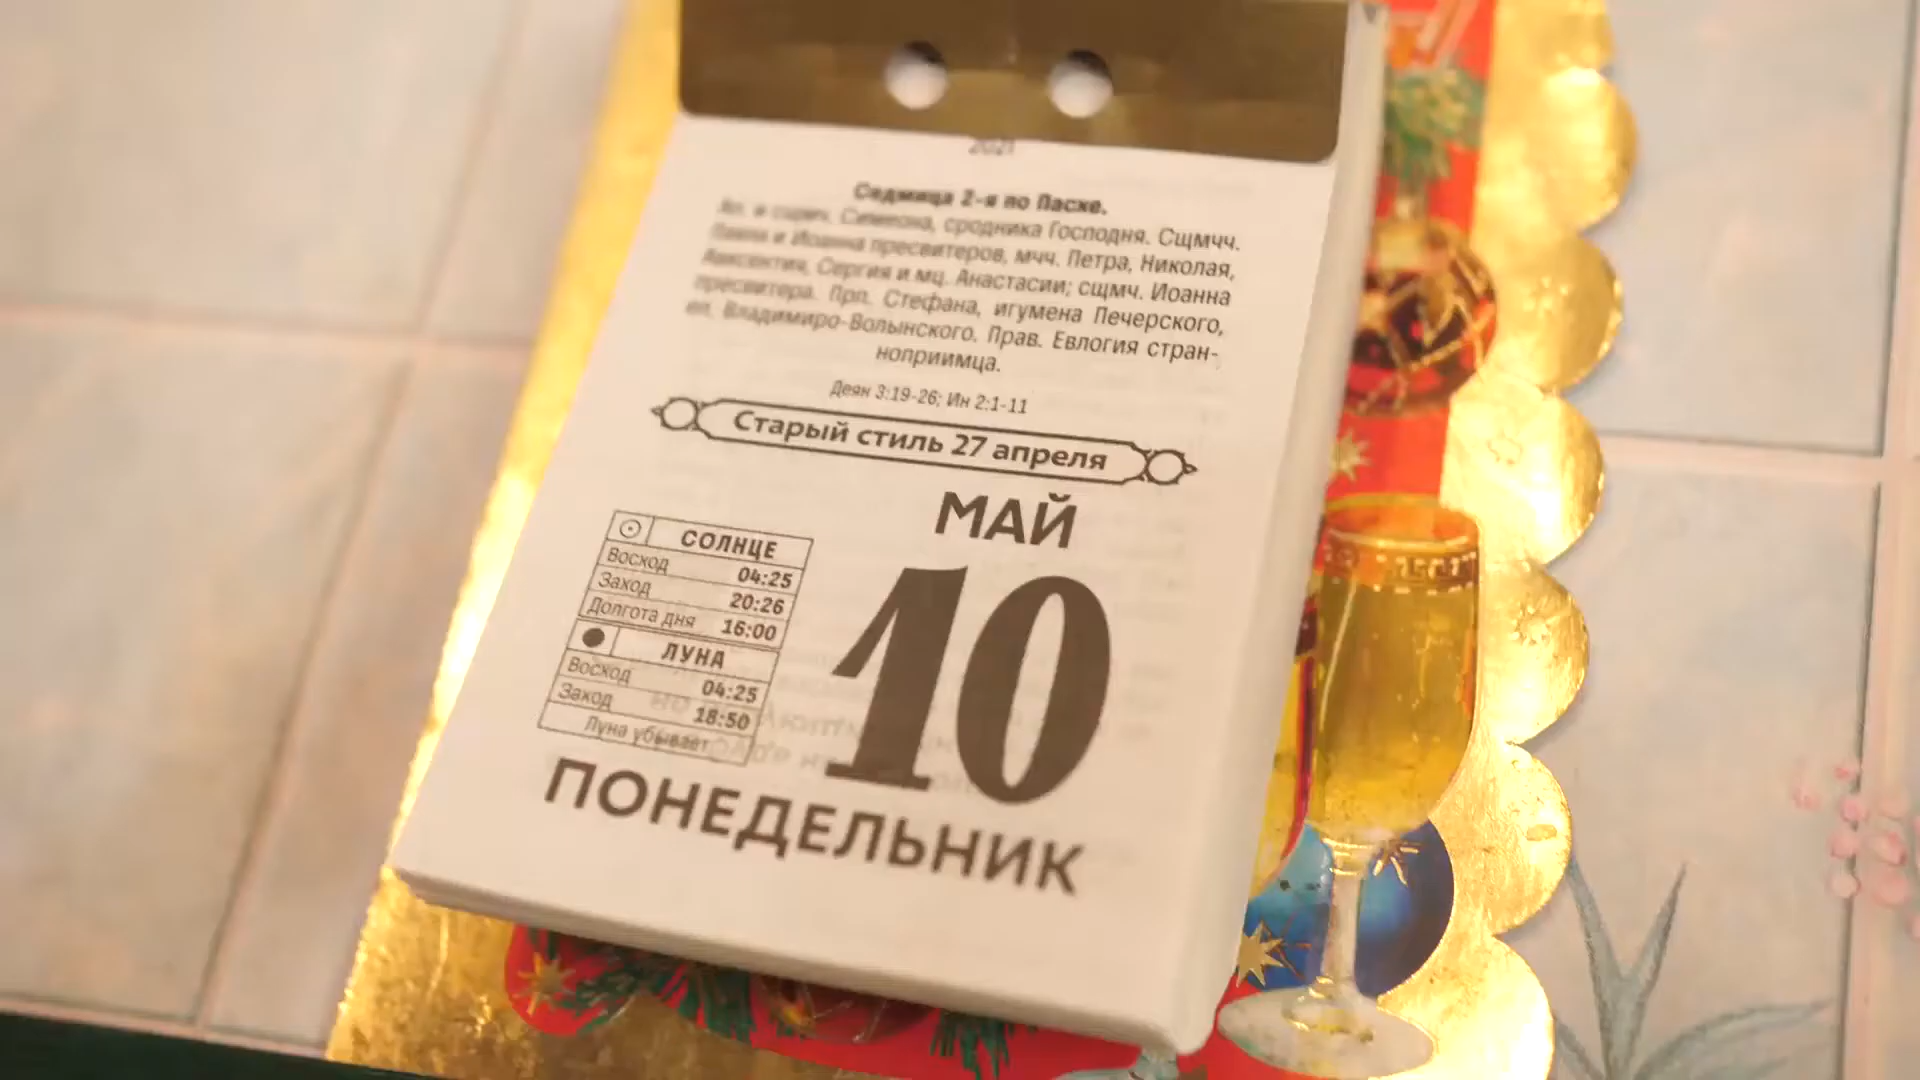 2021
Седмица 2-я по Пасхе.
Ап. и сщмч. Симеона, сродника Господня. Сщмчч.
Павла и Иоанна пресвитеров, мчч. Петра, Николая,
Авксентия, Сергия и мц. Анастасии; сщмч. Иоанна
пресвитера. Прп. Стефана, игумена Печерского,
еп. Владимиро-Волынского. Прав. Евлогия стран-
ноприимца.
Деян 3:19-26; Ин 2:1-11
Старый стиль 27 апреля
МАЙ
10
СОЛНЦЕ
Восход 04:25
Заход 20:26
Долгота дня 16:00
ЛУНА
Восход 04:25
Заход 18:50
Луна убывает
ПОНЕДЕЛЬНИК